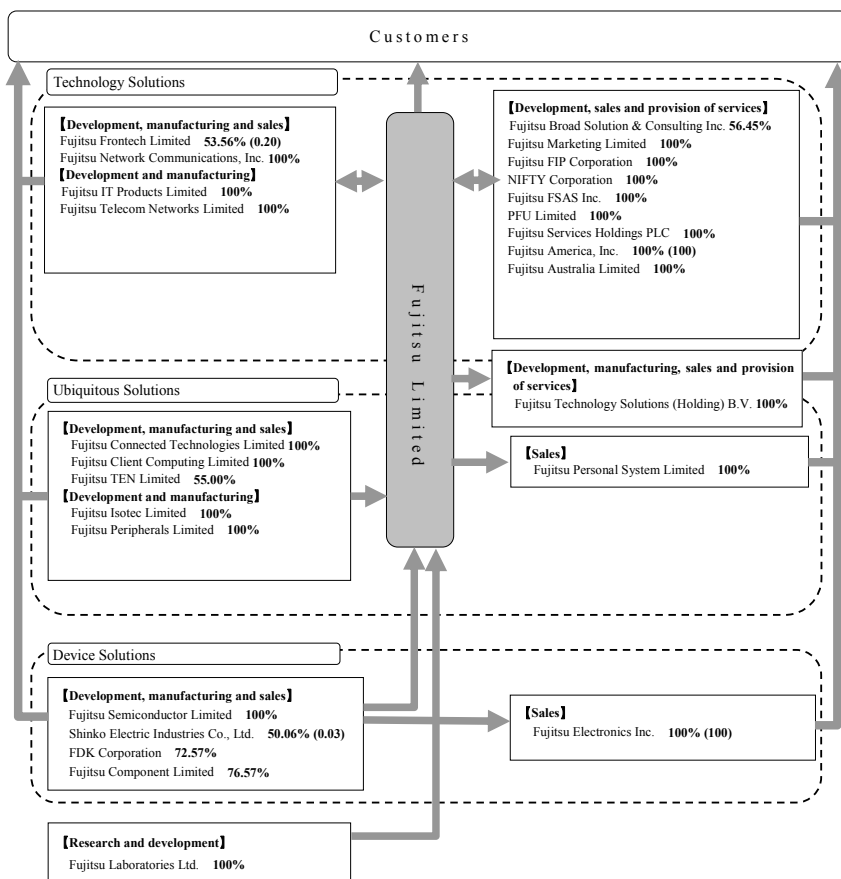 Customers
Technology Solutions
【Development, manufacturing and sales】
Fujitsu Frontech Limited 53.56% (0.20)
Fujitsu Network Communications, Inc. 100%
【Development and manufacturing】
Fujitsu IT Products Limited 100%
Fujitsu Telecom Networks Limited 100%
【Development, sales and provision of services】
Fujitsu Broad Solution & Consulting Inc. 56.45%
Fujitsu Marketing Limited 100%
Fujitsu FIP Corporation 100%
NIFTY Corporation 100%
Fujitsu FSAS Inc. 100%
PFU Limited 100%
Fujitsu Services Holdings PLC 100%
Fujitsu America, Inc. 100% (100)
Fujitsu Australia Limited 100%
Fujitsu Limited
【Development, manufacturing, sales and provision
of services】
Fujitsu Technology Solutions (Holding) B.V. 100%
Ubiquitous Solutions
【Development, manufacturing and sales】
Fujitsu Connected Technologies Limited 100%
Fujitsu Client Computing Limited 100%
Fujitsu TEN Limited 55.00%
【Development and manufacturing】
Fujitsu Isotec Limited 100%
Fujitsu Peripherals Limited 100%
【Sales】
Fujitsu Personal System Limited 100%
Device Solutions
【Development, manufacturing and sales】
Fujitsu Semiconductor Limited 100%
Shinko Electric Industries Co., Ltd. 50.06% (0.03)
FDK Corporation 72.57%
Fujitsu Component Limited 76.57%
【Sales】
Fujitsu Electronics Inc. 100% (100)
【Research and development】
Fujitsu Laboratories Ltd. 100%